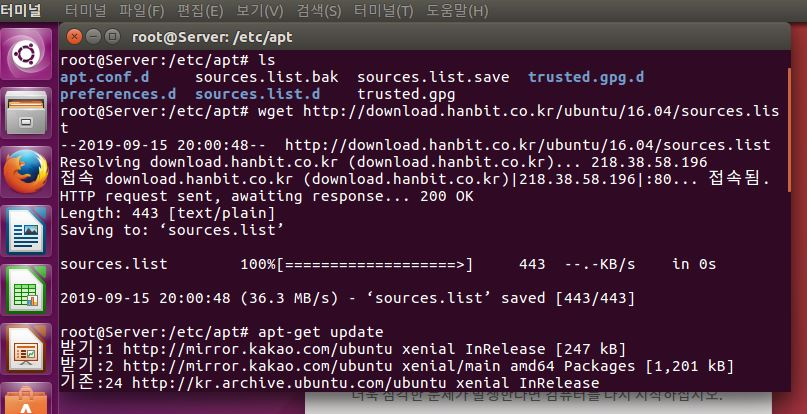 터미널 터미널 파일(F) 편집(E) 보기(V) 검색(S) 터미널(T) 도움말(H)
root@Server: /etc/apt
root@Server:/etc/apt# ls
apt.conf.d sources.list.bak sources.list.save trusted.gpg.d
preferences.d sources.list.d trusted.gpg
root@Server:/etc/apt# wget http://download.hanbit.co.kr/ubuntu/16.04/sources.lis
t
--2019-09-15 20:00:48-- http://download.hanbit.co.kr/ubuntu/16.04/sources.list
Resolving download.hanbit.co.kr (download.hanbit.co.kr)... 218.38.58.196
접속 download.hanbit.co.kr (download.hanbit.co.kr)|218.38.58.196|:80... 접속됨.
HTTP request sent, awaiting response... 200 OK
Length: 443 [text/plain]
Saving to: ‘sources.list’
sources.list 100%[===================>] 443 --.-KB/s in 0s
2019-09-15 20:00:48 (36.3 MB/s) - ‘sources.list’ saved [443/443]
root@Server:/etc/apt# apt-get update
받기:1 http://mirror.kakao.com/ubuntu xenial InRelease [247 kB]
받기:2 http://mirror.kakao.com/ubuntu xenial/main amd64 Packages [1,201 kB]
기존:24 http://kr.archive.ubuntu.com/ubuntu xenial InRelease
더욱 심각한 문제가 발생한다면 컴퓨터를 다시 시작하십시오.